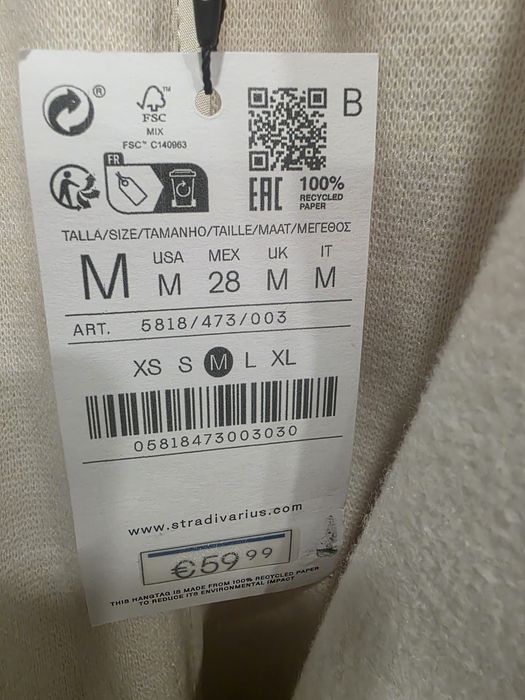 ®
™
FSC
MIX
FSC™ C140963
B
FR
EAC
100%
RECYCLED
PAPER
TALLA/SIZE/TAMANHO/TAILLE/MAAT/ΜΕΓΕΘΟΣ
M
USA
M
MEX
28
UK
M
IT
M
ART. 5818/473/003
XS S M L XL
05818473003030
www.stradivarius.com
€59 99
THIS HANGTAG IS MADE FROM 100% RECYCLED PAPER
TO REDUCE ITS ENVIRONMENTAL IMPACT